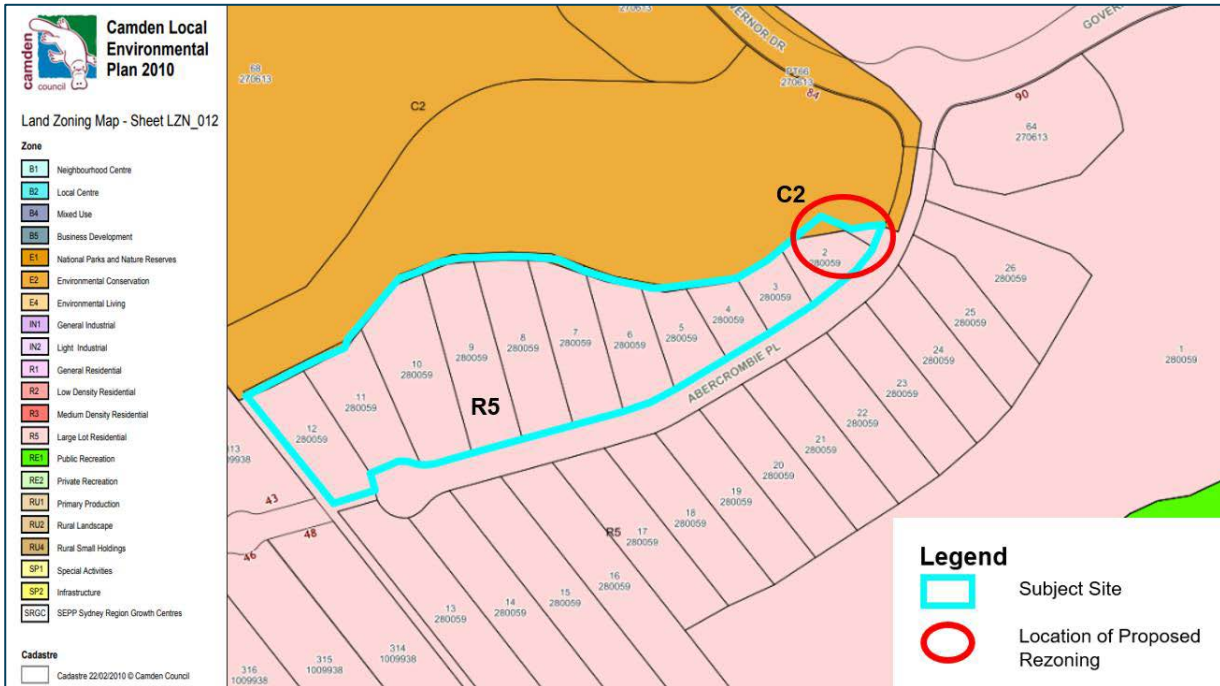 camden
council
Camden Local
Environmental
Plan 2010
Land Zoning Map - Sheet LZN_012
Zone
B1 Neighbourhood Centre
B2 Local Centre
B4 Mixed Use
B5 Business Development
E1 National Parks and Nature Reserves
E2 Environmental Conservation
E4 Environmental Living
IN1 General Industrial
IN2 Light Industrial
R1 General Residential
R2 Low Density Residential
R3 Medium Density Residential
R5 Large Lot Residential
RE1 Public Recreation
RE2 Private Recreation
RU1 Primary Production
RU2 Rural Landscape
RU4 Rural Small Holdings
SP1 Special Activities
SP2 Infrastructure
SRGC SEPP Sydney Region Growth Centres
Cadastre
Cadastre 22/02/2010 © Camden Council
270613
VERNOR DR
GOVE
68
270613
C2
PT66
270613
84
90
64
270613
C2
2
280059
3
280059
4
280059
5
280059
6
280059
7
280059
8
280059
9
280059
10
280059
11
280059
12
280059
R5
ABERCROMBIE PL
26
280059
25
280059
24
280059
23
280059
22
280059
21
280059
20
280059
19
280059
18
280059
R5
17
280059
16
280059
15
280059
14
280059
13
280059
1
280059
313
1009938
43
48
46
314
1009938
315
1009938
316
1009938
Legend
Subject Site
Location of Proposed
Rezoning